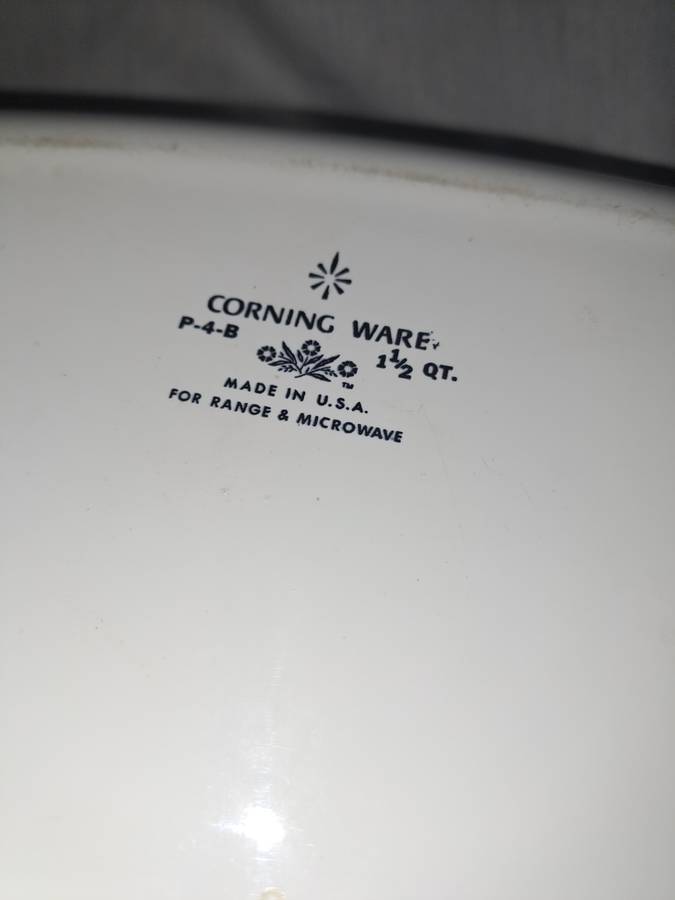 CORNING WARE
P-4-B 1½ QT.
TM
MADE IN U.S.A.
FOR RANGE & MICROWAVE